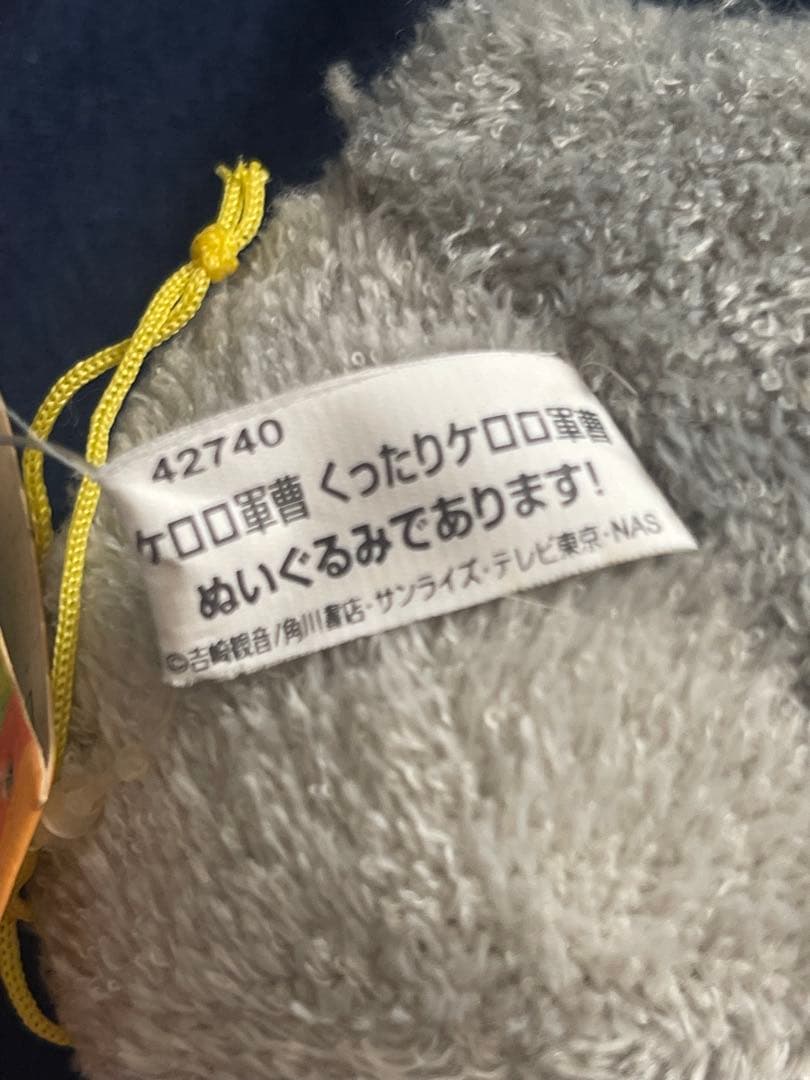 42740
ケロロ軍曹 くったりケロロ軍曹
ぬいぐるみであります!
©吉崎観音/角川書店・サンライズ・テレビ東京・NAS